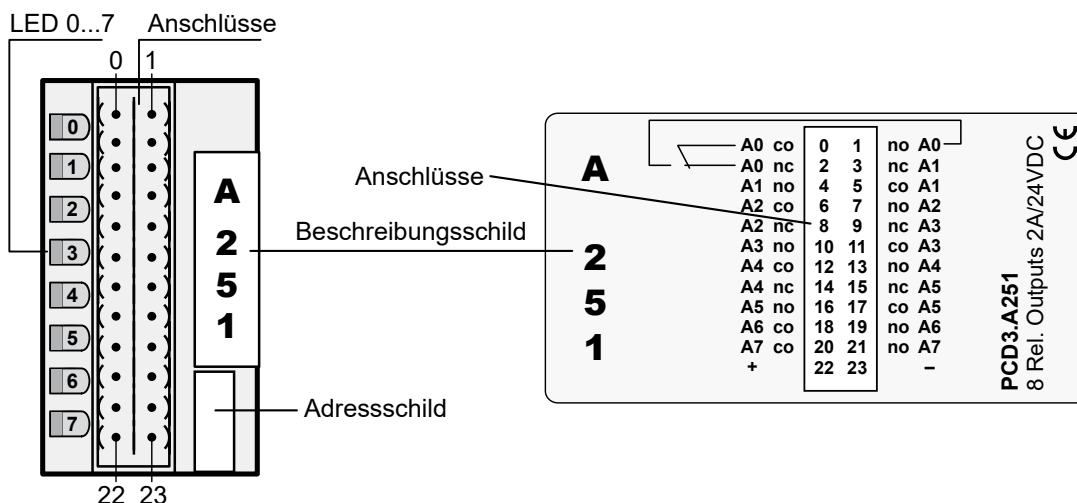 LED 0...7 Anschlüsse
0 1
0
1
2
3
4
5
6
7
A
2
5
1
22 23
Anschlüsse
Beschreibungsschild
Adressschild
A
2
5
1
A0 co 0 1 no A0
A0 nc 2 3 nc A1
A1 no 4 5 co A1
A2 co 6 7 no A2
A2 nc 8 9 nc A3
A3 no 10 11 co A3
A4 co 12 13 no A4
A4 nc 14 15 nc A5
A5 no 16 17 co A5
A6 co 18 19 no A6
A7 co 20 21 no A7
+ 22 23 –
PCD3.A251
8 Rel. Outputs 2A/24VDC
CE